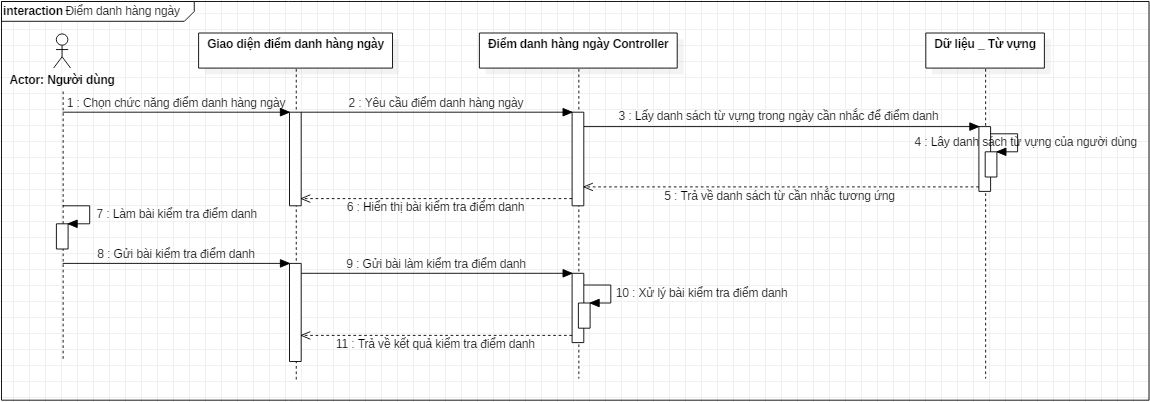 interaction Điểm danh hàng ngày
Giao diện điểm danh hàng ngày
Điểm danh hàng ngày Controller
Dữ liệu _ Từ vựng
Actor: Người dùng
1 : Chọn chức năng điểm danh hàng ngày
2 : Yêu cầu điểm danh hàng ngày
3 : Lấy danh sách từ vựng trong ngày cần nhắc để điểm danh
4 : Lấy danh sách từ vựng của người dùng
5 : Trả về danh sách từ cần nhắc tương ứng
6 : Hiển thị bài kiểm tra điểm danh
7 : Làm bài kiểm tra điểm danh
8 : Gửi bài kiểm tra điểm danh
9 : Gửi bài làm kiểm tra điểm danh
10 : Xử lý bài kiểm tra điểm danh
11 : Trả về kết quả kiểm tra điểm danh